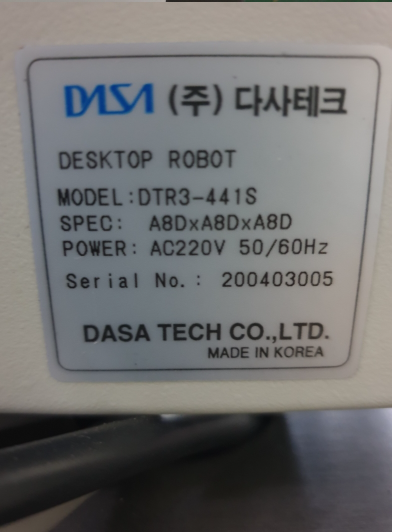 DASA (주) 다사테크
DESKTOP ROBOT
MODEL:DTR3-441S
SPEC: A8DxA8DxA8D
POWER: AC220V 50/60Hz
Serial No.: 200403005
DASA TECH CO.,LTD.
MADE IN KOREA